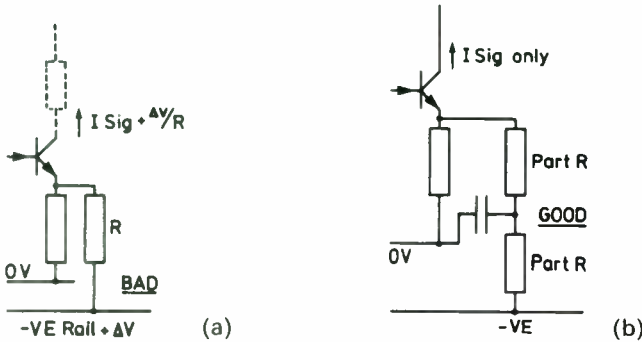 I Sig + ΔV/R
R
0V
BAD
-VE Rail + ΔV
(a)
I Sig only
Part R
GOOD
0V
Part R
-VE
(b)